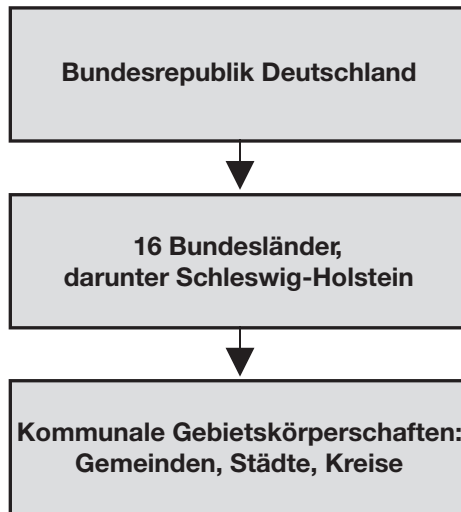 Bundesrepublik Deutschland
16 Bundesländer,
darunter Schleswig-Holstein
Kommunale Gebietskörperschaften:
Gemeinden, Städte, Kreise